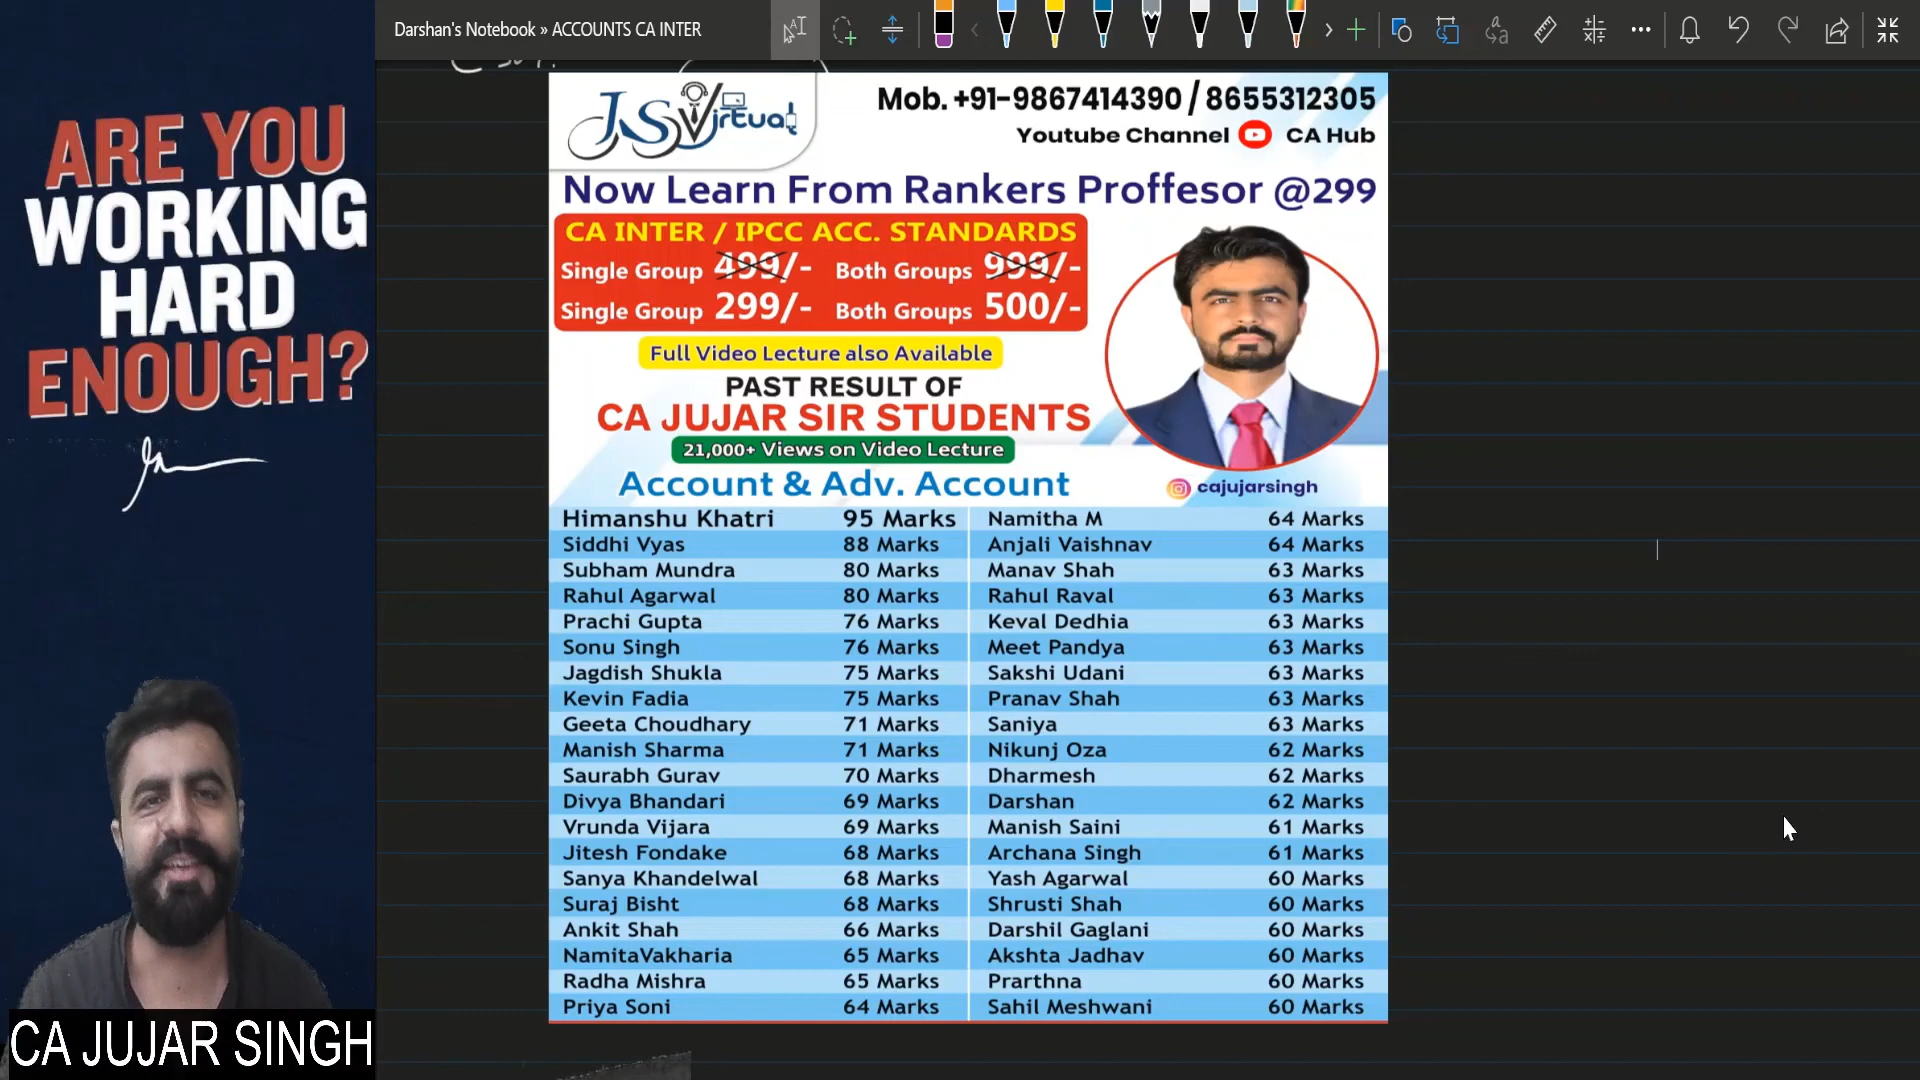 Darshan's Notebook » ACCOUNTS CA INTER
ARE YOU
WORKING
HARD
ENOUGH?
CA JUJAR SINGH
JSVirtual
Mob. +91-9867414390 / 8655312305
Youtube Channel CA Hub
Now Learn From Rankers Proffesor @299
CA INTER / IPCC ACC. STANDARDS
Single Group 499/- Both Groups 999/-
Single Group 299/- Both Groups 500/-
Full Video Lecture also Available
PAST RESULT OF
CA JUJAR SIR STUDENTS
21,000+ Views on Video Lecture
Account & Adv. Account
cajujarsingh
Himanshu Khatri 95 Marks Namitha M 64 Marks
Siddhi Vyas 88 Marks Anjali Vaishnav 64 Marks
Subham Mundra 80 Marks Manav Shah 63 Marks
Rahul Agarwal 80 Marks Rahul Raval 63 Marks
Prachi Gupta 76 Marks Keval Dedhia 63 Marks
Sonu Singh 76 Marks Meet Pandya 63 Marks
Jagdish Shukla 75 Marks Sakshi Udani 63 Marks
Kevin Fadia 75 Marks Pranav Shah 63 Marks
Geeta Choudhary 71 Marks Saniya 63 Marks
Manish Sharma 71 Marks Nikunj Oza 62 Marks
Saurabh Gurav 70 Marks Dharmesh 62 Marks
Divya Bhandari 69 Marks Darshan 62 Marks
Vrunda Vijara 69 Marks Manish Saini 61 Marks
Jitesh Fondake 68 Marks Archana Singh 61 Marks
Sanya Khandelwal 68 Marks Yash Agarwal 60 Marks
Suraj Bisht 68 Marks Shrusti Shah 60 Marks
Ankit Shah 66 Marks Darshil Gaglani 60 Marks
NamitaVakharia 65 Marks Akshta Jadhav 60 Marks
Radha Mishra 65 Marks Prarthna 60 Marks
Priya Soni 64 Marks Sahil Meshwani 60 Marks